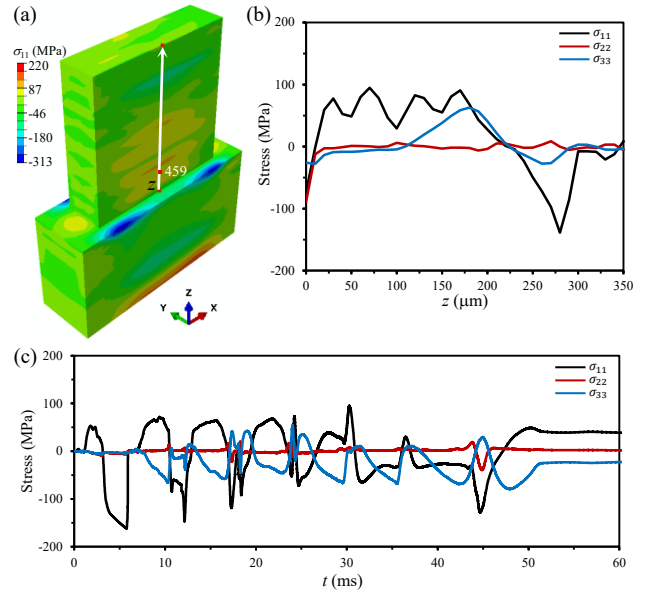 (a)
σ11 (MPa)
220
87
-46
-180
-313
459
z
Z
Y
X
(b)
200
100
0
-100
-200
Stress (MPa)
σ11
σ22
σ33
0
50
100
150
200
250
300
350
z (μm)
(c)
200
100
0
-100
-200
Stress (MPa)
σ11
σ22
σ33
0
10
20
30
40
50
60
t (ms)